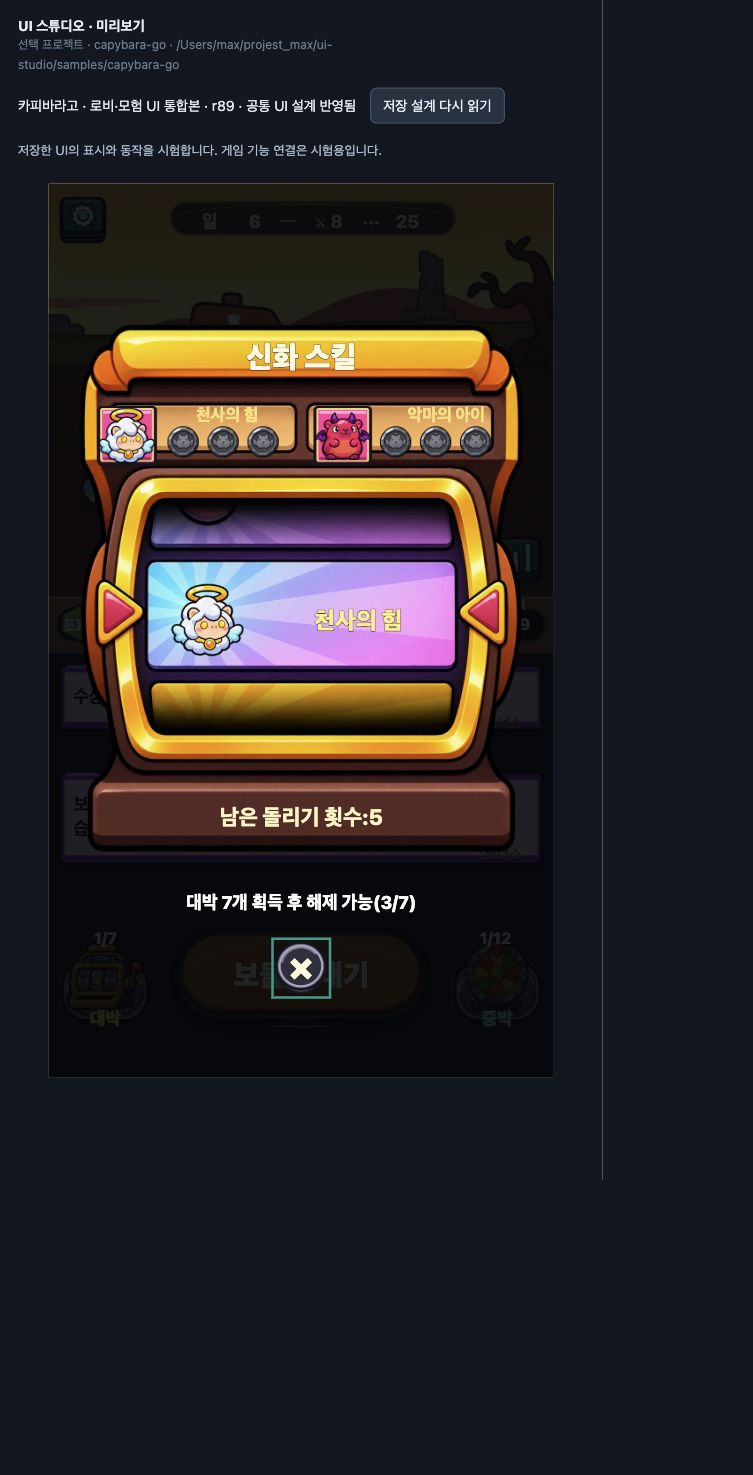 UI 스튜디오 · 미리보기
선택 프로젝트 · capybara-go · /Users/max/projest_max/ui-
studio/samples/capybara-go
카피바라고 · 로비·모험 UI 통합본 · r89 · 공통 UI 설계 반영됨
저장 설계 다시 읽기
저장한 UI의 표시와 동작을 시험합니다. 게임 기능 연결은 시험용입니다.
일 6 — ×8 ··· 25
신화 스킬
천사의 힘
악마의 아이
천사의 힘
남은 돌리기 횟수:5
대박 7개 획득 후 해제 가능(3/7)
1/7
1/12
대박
중박